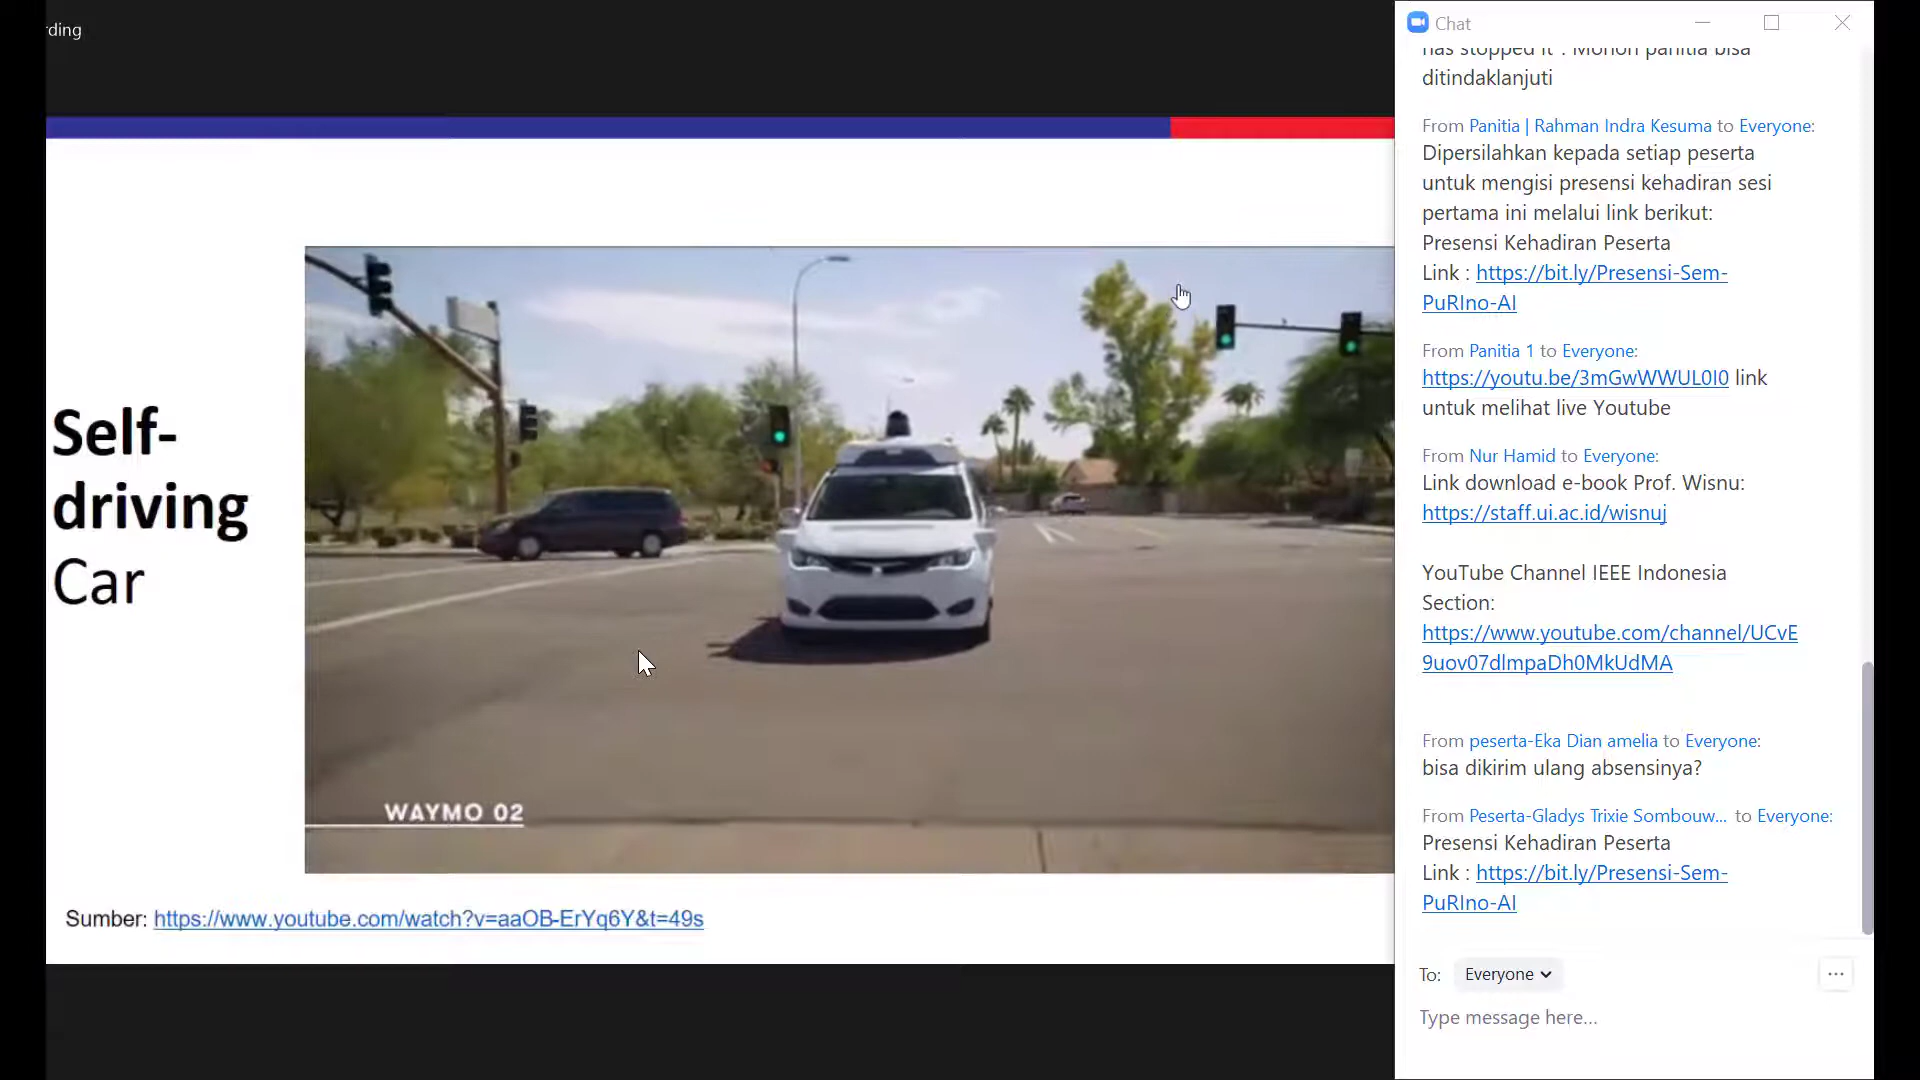 rding
Self-
driving
Car
WAYMO 02
Sumber: https://www.youtube.com/watch?v=aaOB-ErYq6Y&t=49s
Chat
has stopped it". Mohon panitia bisa
ditindaklanjuti
From Panitia | Rahman Indra Kesuma to Everyone:
Dipersilahkan kepada setiap peserta
untuk mengisi presensi kehadiran sesi
pertama ini melalui link berikut:
Presensi Kehadiran Peserta
Link : https://bit.ly/Presensi-Sem-
PuRIno-AI
From Panitia 1 to Everyone:
https://youtu.be/3mGwWWUL0I0 link
untuk melihat live Youtube
From Nur Hamid to Everyone:
Link download e-book Prof. Wisnu:
https://staff.ui.ac.id/wisnuj
YouTube Channel IEEE Indonesia
Section:
https://www.youtube.com/channel/UCvE
9uov07dlmpaDh0MkUdMA
From peserta-Eka Dian amelia to Everyone:
bisa dikirim ulang absensinya?
From Peserta-Gladys Trixie Sombouw... to Everyone:
Presensi Kehadiran Peserta
Link : https://bit.ly/Presensi-Sem-
PuRIno-AI
To: Everyone
Type message here...